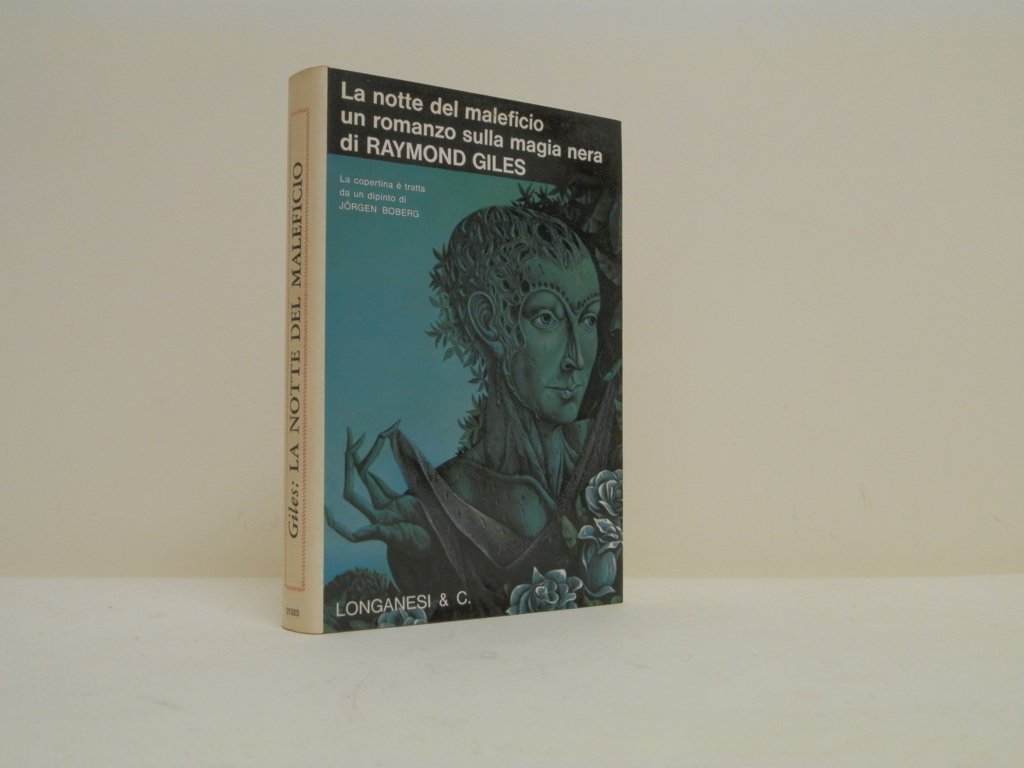 La notte del maleficio
un romanzo sulla magia nera
di RAYMOND GILES
La copertina è tratta
da un dipinto di
JÖRGEN BOBERG
LONGANESI & C.
Giles: LA NOTTE DEL MALEFICIO